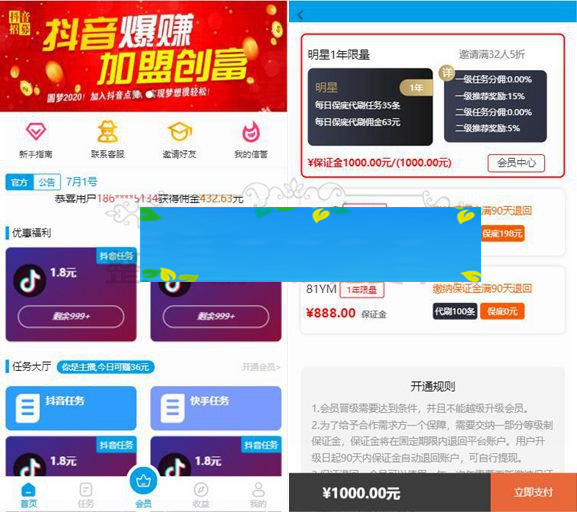 抖音招募
抖音爆赚
加盟创富
圆梦2020！加入抖音点赞，实现梦想很轻松！
新手指南
联系客服
邀请好友
我的信誉
官方
公告
7月1号
恭喜用户186****5134获得佣金432.63元
优惠福利
抖音任务
1.8元
剩余999+
剩余999+
任务大厅
你是主播,今日可赚36元
开通会员>
抖音任务
快手任务
抖音任务
1.8元
抖音任务
1.8元
首页
任务
会员
收益
我的
明星1年限量
邀请满32人5折
明星
1年
每日保底代刷任务35条
每日保底代刷佣金63元
详
一级任务分佣:0.00%
一级推荐奖励:15%
二级任务分佣:0.00%
二级推荐奖励:5%
¥保证金1000.00元/(1000.00元)
会员中心
满90天退回
保底198元
81YM
1年限量
缴纳保证金满90天退回
¥888.00
保证金
代刷100条
保底0元
开通规则
1.会员晋级需要达到条件，并且不能越级升级会员。
2.为了给予合作需求方一个保障，需要交纳一部分等级制
保证金，保证金将在固定期限内退回平台账户。用户升
级日起90天内保证金自动退回账户，可自行提现。
¥1000.00元
立即支付